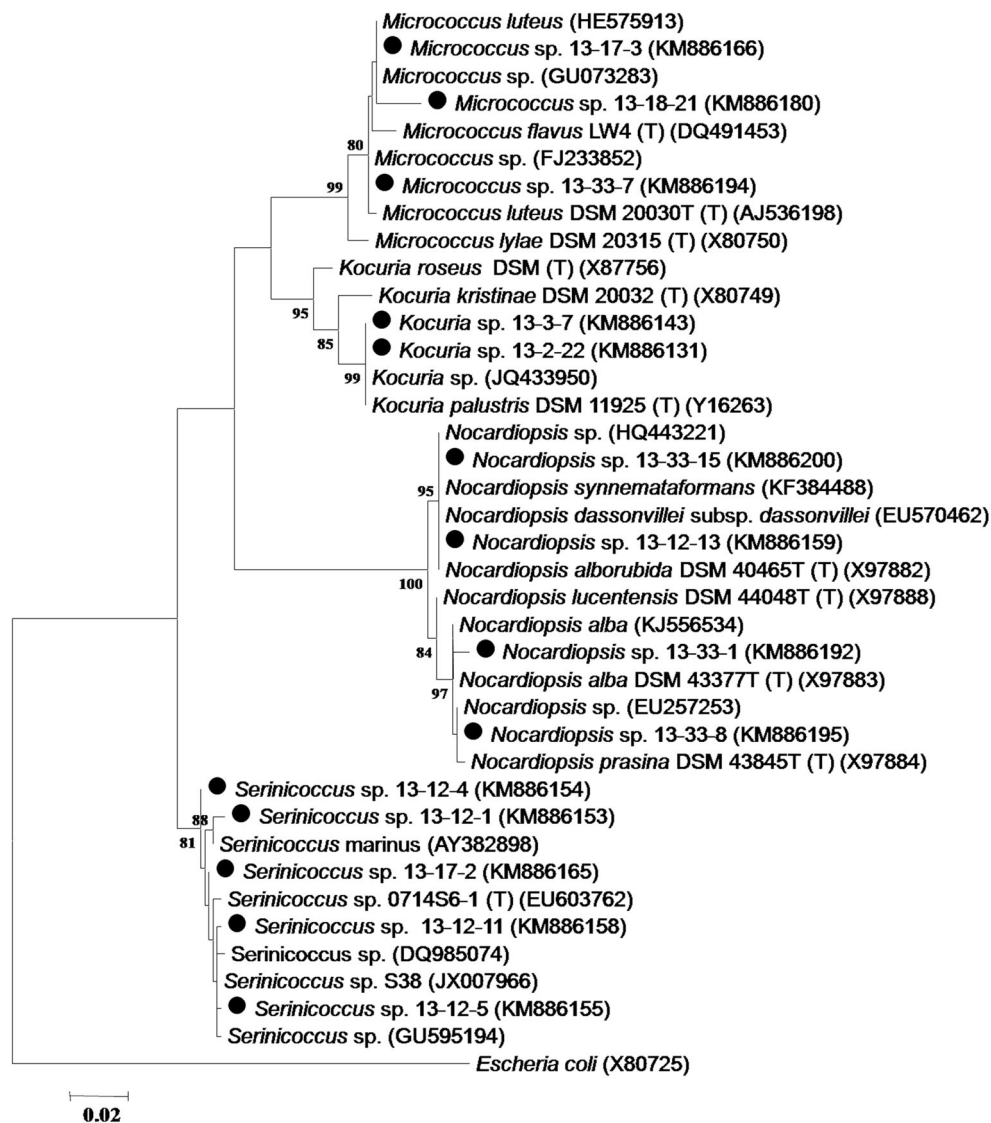 Micrococcus luteus (HE575913)
Micrococcus sp. 13-17-3 (KM886166)
Micrococcus sp. (GU073283)
Micrococcus sp. 13-18-21 (KM886180)
Micrococcus flavus LW4 (T) (DQ491453)
80
Micrococcus sp. (FJ233852)
99
Micrococcus sp. 13-33-7 (KM886194)
Micrococcus luteus DSM 20030T (T) (AJ536198)
Micrococcus lylae DSM 20315 (T) (X80750)
Kocuria roseus DSM (T) (X87756)
Kocuria kristinae DSM 20032 (T) (X80749)
95
Kocuria sp. 13-3-7 (KM886143)
85
Kocuria sp. 13-2-22 (KM886131)
99
Kocuria sp. (JQ433950)
Kocuria palustris DSM 11925 (T) (Y16263)
Nocardiopsis sp. (HQ443221)
Nocardiopsis sp. 13-33-15 (KM886200)
95
Nocardiopsis synnemataformans (KF384488)
Nocardiopsis dassonvillei subsp. dassonvillei (EU570462)
Nocardiopsis sp. 13-12-13 (KM886159)
Nocardiopsis alborubida DSM 40465T (T) (X97882)
100
Nocardiopsis lucentensis DSM 44048T (T) (X97888)
Nocardiopsis alba (KJ556534)
84
Nocardiopsis sp. 13-33-1 (KM886192)
Nocardiopsis alba DSM 43377T (T) (X97883)
97
Nocardiopsis sp. (EU257253)
Nocardiopsis sp. 13-33-8 (KM886195)
Nocardiopsis prasina DSM 43845T (T) (X97884)
Serinicoccus sp. 13-12-4 (KM886154)
88
Serinicoccus sp. 13-12-1 (KM886153)
81
Serinicoccus marinus (AY382898)
Serinicoccus sp. 13-17-2 (KM886165)
Serinicoccus sp. 0714S6-1 (T) (EU603762)
Serinicoccus sp. 13-12-11 (KM886158)
Serinicoccus sp. (DQ985074)
Serinicoccus sp. S38 (JX007966)
Serinicoccus sp. 13-12-5 (KM886155)
Serinicoccus sp. (GU595194)
Escheria coli (X80725)
0.02